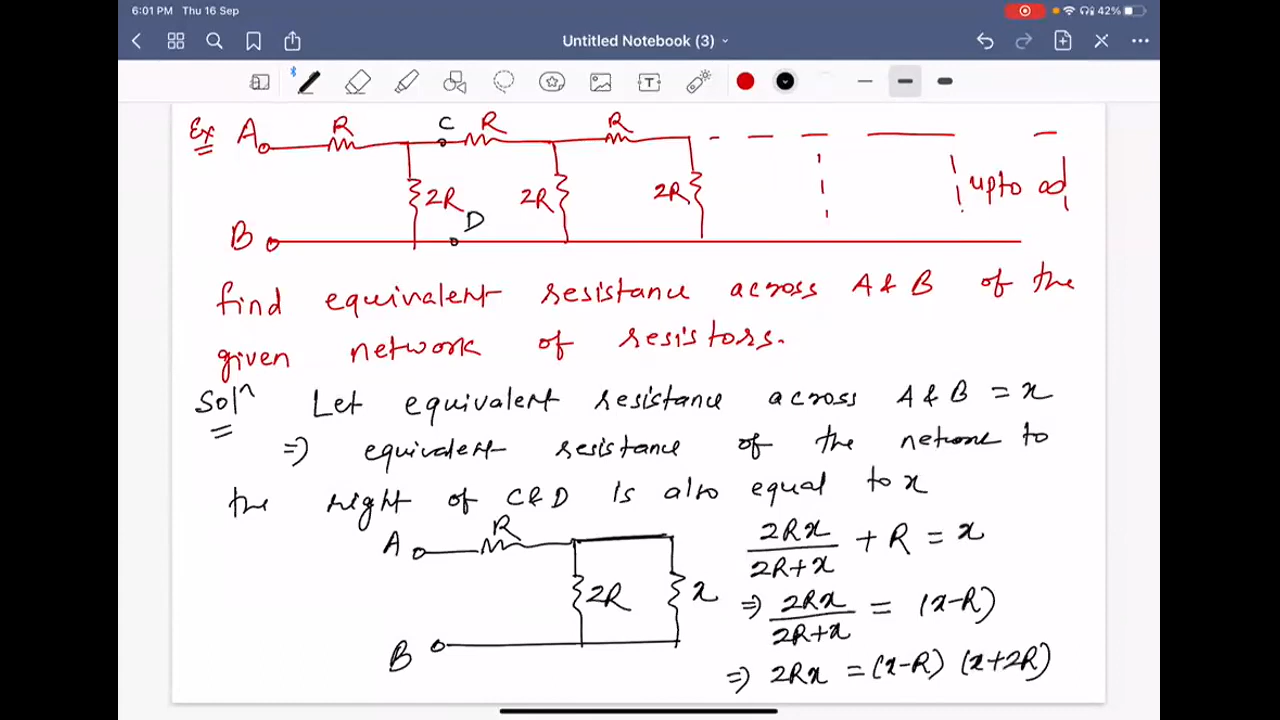 6:01 PM Thu 16 Sep
42%
Untitled Notebook (3)
Ex A R C R R
2R 2R 2R upto ∞
B D
find equivalent resistance across A & B of the
given network of resistors.
Solⁿ Let equivalent resistance across A & B = x
=) equivalent resistance of the network to
the right of C & D is also equal to x
A R
2R x
B
2Rx/2R+x + R = x
=) 2Rx/2R+x = (x-R)
=) 2Rx = (x-R) (x+2R)